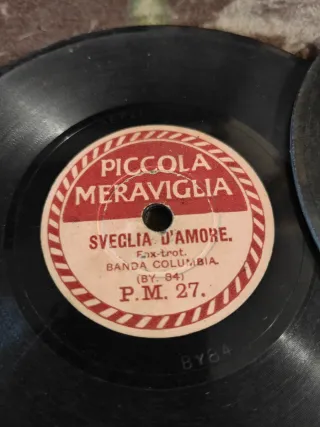 PICCOLA
MERAVIGLIA
SVEGLIA D'AMORE.
Fox-trot.
BANDA COLUMBIA.
(BY. 84)
P.M. 27.
BY84